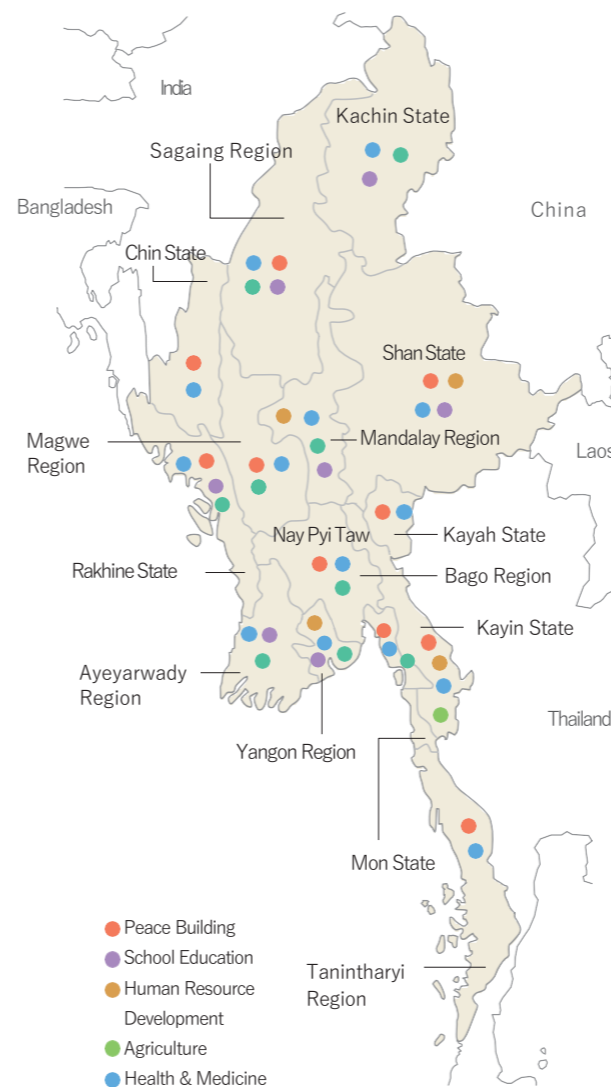 India
Kachin State
Sagaing Region
Bangladesh
China
Chin State
Shan State
Magwe
Region
Mandalay Region
Laos
Nay Pyi Taw
Kayah State
Rakhine State
Bago Region
Kayin State
Ayeyarwady
Region
Thailand
Yangon Region
Mon State
Tanintharyi
Region
Peace Building
School Education
Human Resource
Development
Agriculture
Health & Medicine